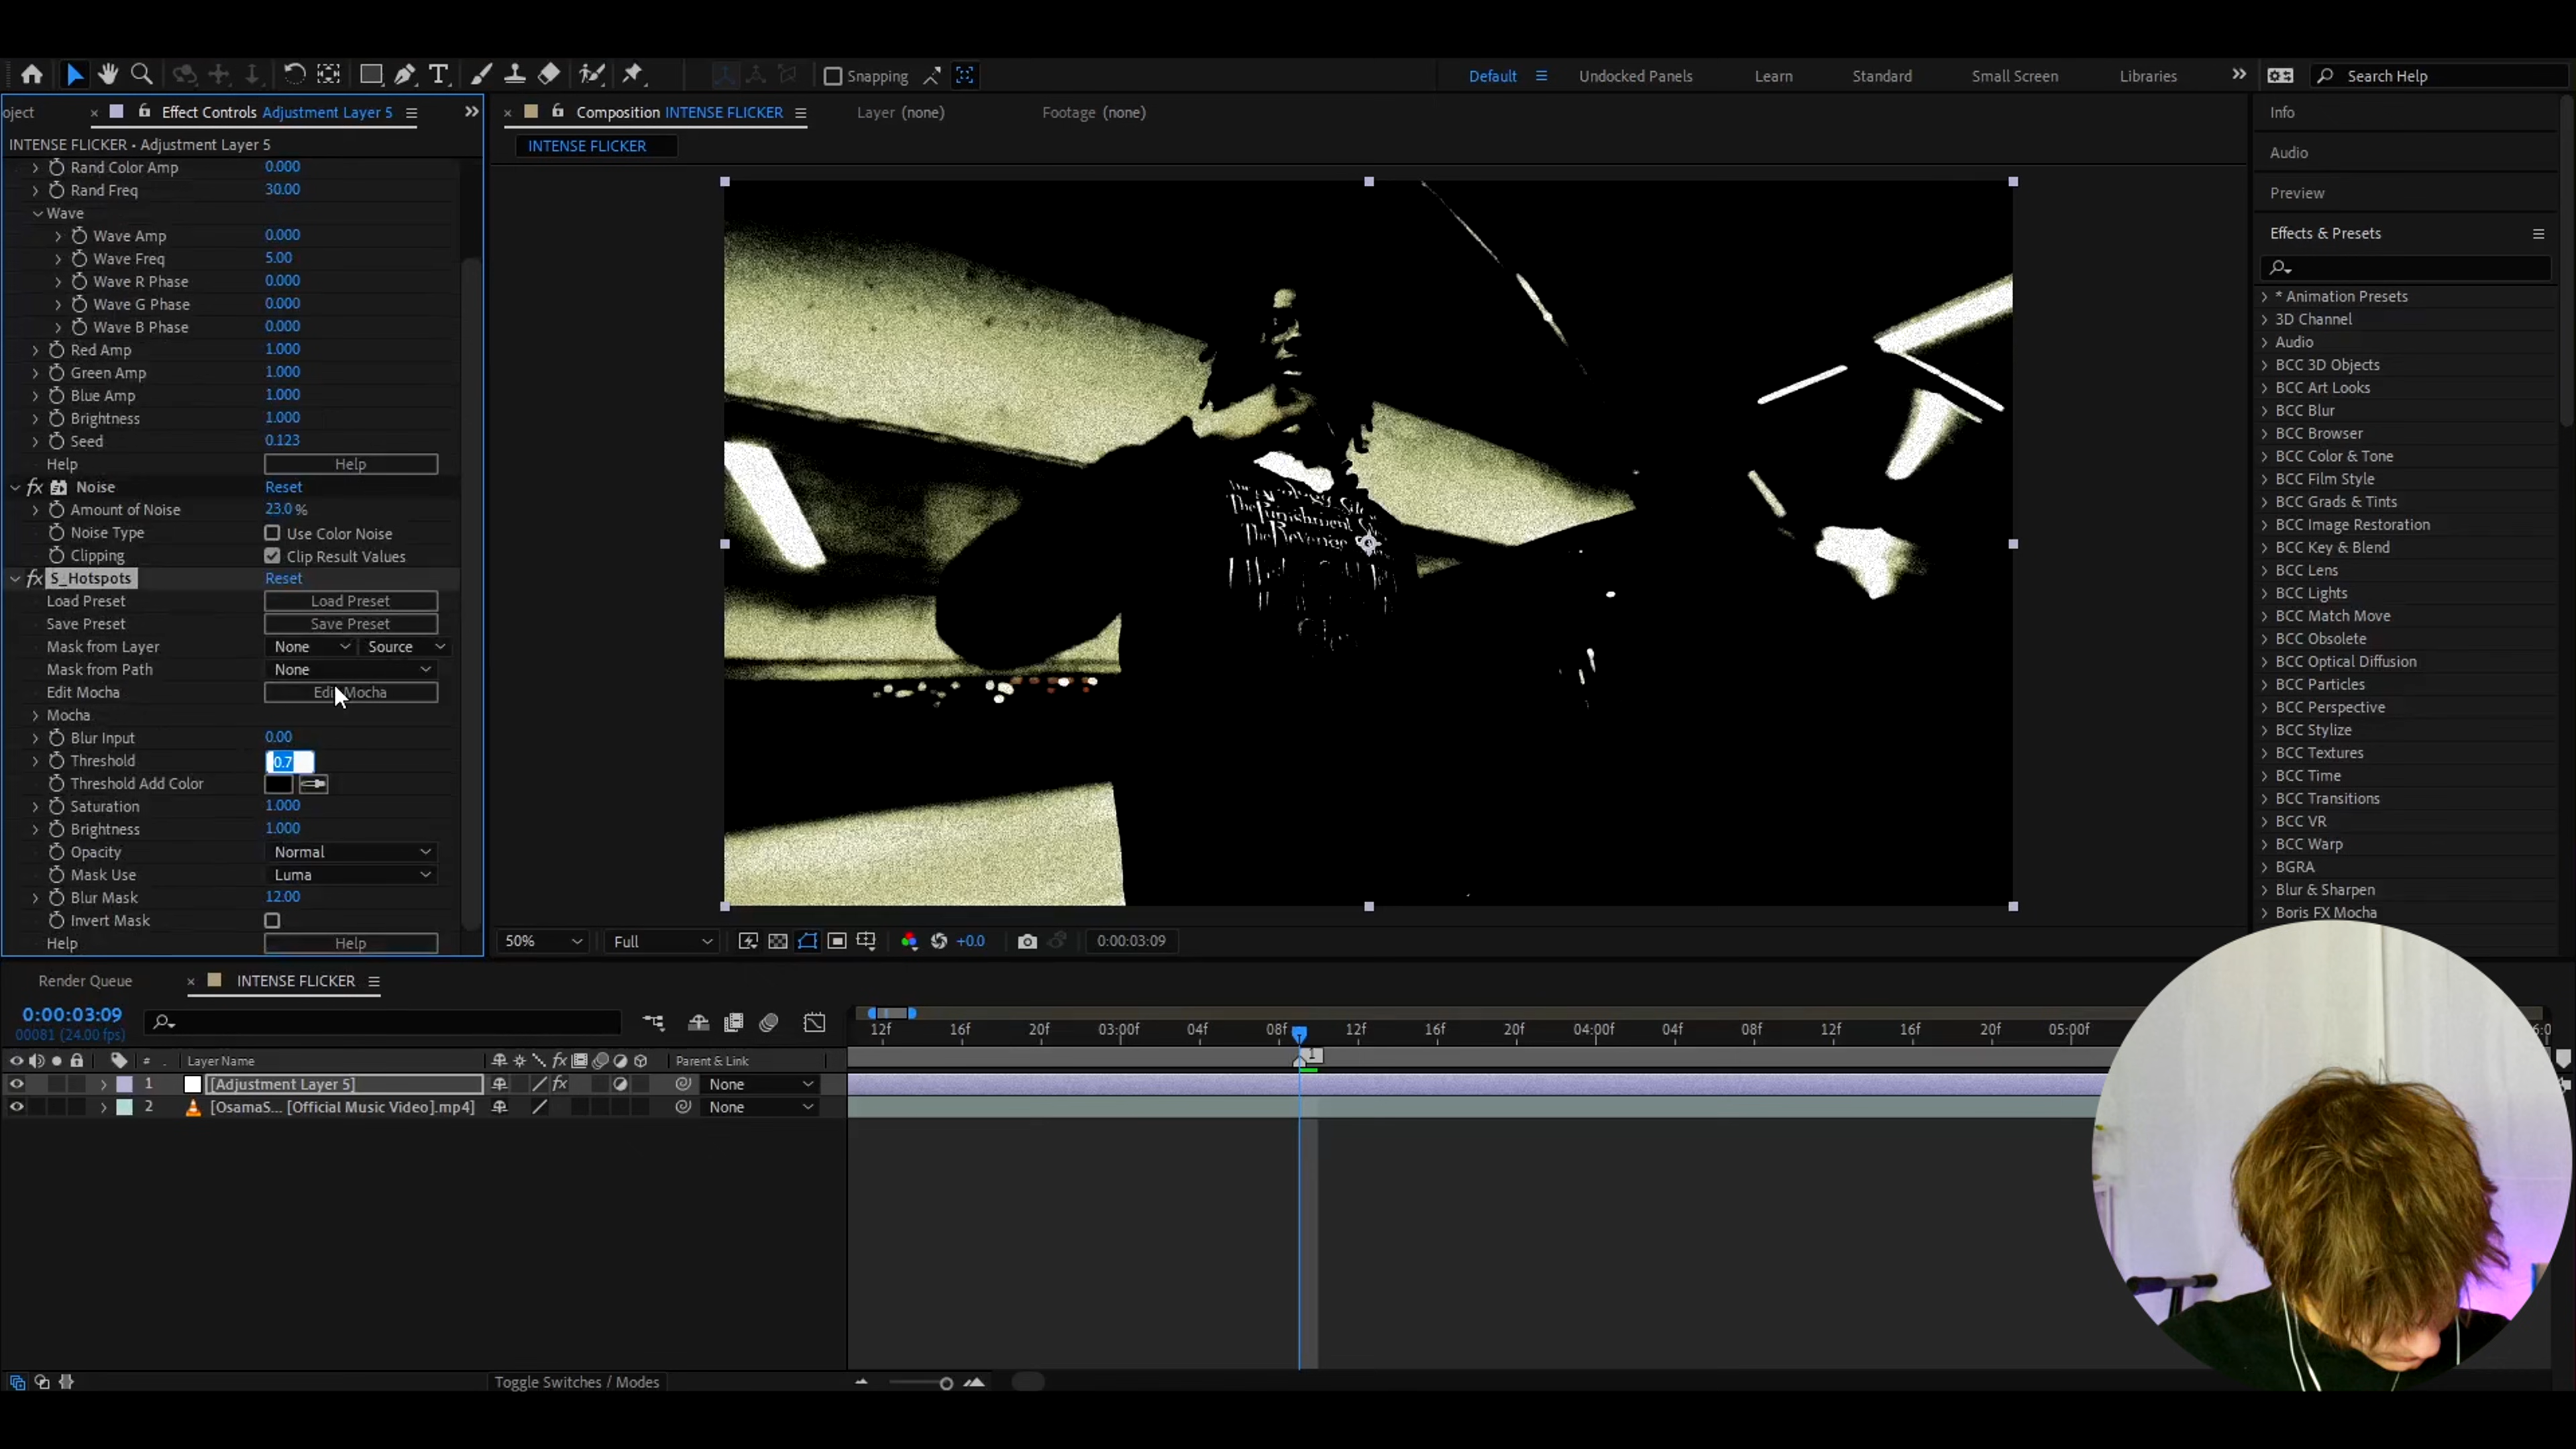 Snapping
Default
Undocked Panels
Learn
Standard
Small Screen
Libraries
Search Help
oject
Effect Controls Adjustment Layer 5
INTENSE FLICKER • Adjustment Layer 5
Rand Color Amp 0.000
Rand Freq 30.00
Wave
Wave Amp 0.000
Wave Freq 5.00
Wave R Phase 0.000
Wave G Phase 0.000
Wave B Phase 0.000
Red Amp 1.000
Green Amp 1.000
Blue Amp 1.000
Brightness 1.000
Seed 0.123
Help Help
fx Noise Reset
Amount of Noise 23.0 %
Noise Type Use Color Noise
Clipping Clip Result Values
fx S_Hotspots Reset
Load Preset Load Preset
Save Preset Save Preset
Mask from Layer None Source
Mask from Path None
Edit Mocha Edit Mocha
Mocha
Blur Input 0.00
Threshold 0.7
Threshold Add Color
Saturation 1.000
Brightness 1.000
Opacity Normal
Mask Use Luma
Blur Mask 12.00
Invert Mask
Help Help
Composition INTENSE FLICKER
Layer (none)
Footage (none)
INTENSE FLICKER
The Punishment
The Revenge
50%
Full
+0.0
0:00:03:09
Info
Audio
Preview
Effects & Presets
* Animation Presets
3D Channel
Audio
BCC 3D Objects
BCC Art Looks
BCC Blur
BCC Browser
BCC Color & Tone
BCC Film Style
BCC Grads & Tints
BCC Image Restoration
BCC Key & Blend
BCC Lens
BCC Lights
BCC Match Move
BCC Obsolete
BCC Optical Diffusion
BCC Particles
BCC Perspective
BCC Stylize
BCC Textures
BCC Time
BCC Transitions
BCC VR
BCC Warp
BGRA
Blur & Sharpen
Boris FX Mocha
Render Queue
INTENSE FLICKER
0:00:03:09
00081 (24.00 fps)
12f 16f 20f 03:00f 04f 08f 12f 16f 20f 04:00f 04f 08f 12f 16f 20f 05:00f
1
# Layer Name fx Parent & Link
1 [Adjustment Layer 5] fx None
2 [OsamaS... [Official Music Video].mp4] None
Toggle Switches / Modes